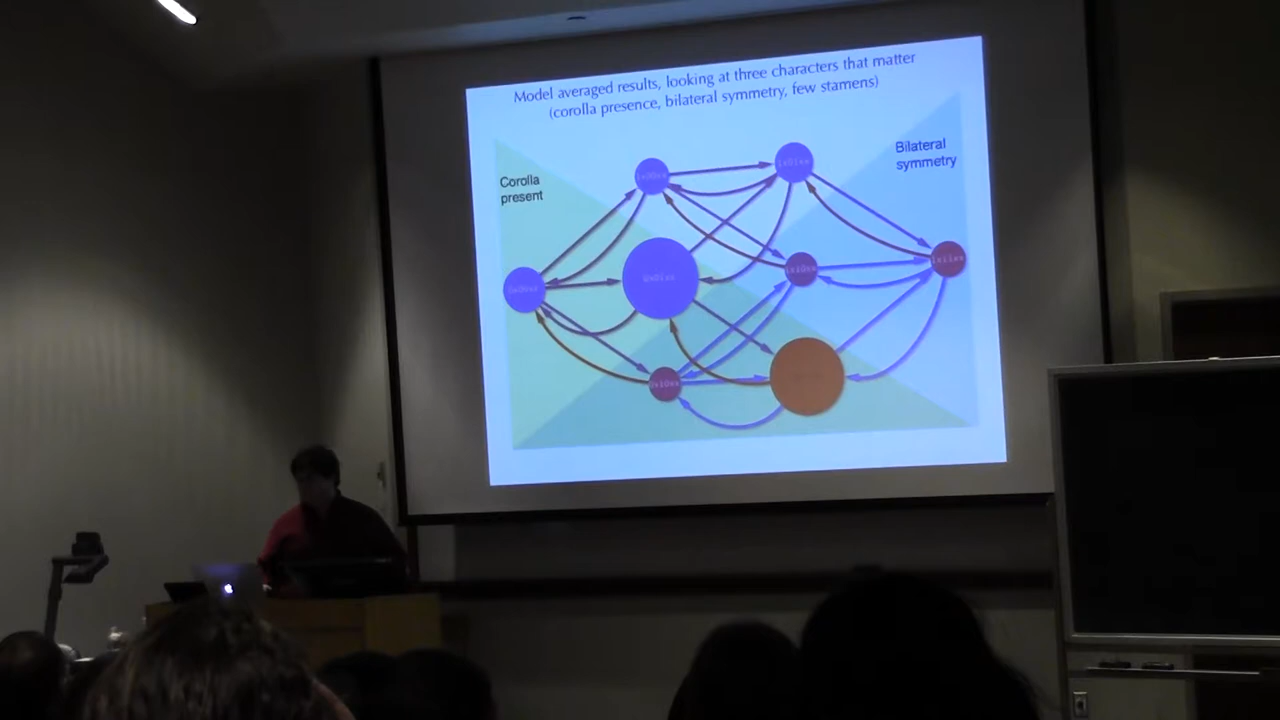 Model averaged results, looking at three characters that matter
(corolla presence, bilateral symmetry, few stamens)
Bilateral
symmetry
Corolla
present